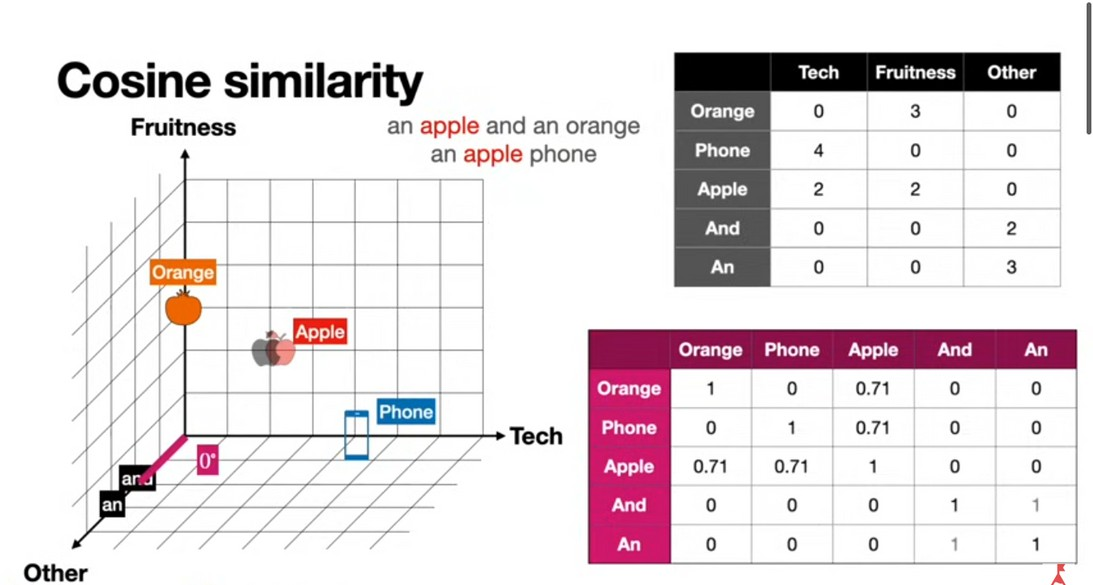 Cosine similarity
an apple and an orange
an apple phone
Fruitness
Orange
Apple
Phone
Tech
0°
and
an
Other
Tech Fruitness Other
Orange 0 3 0
Phone 4 0 0
Apple 2 2 0
And 0 0 2
An 0 0 3
Orange Phone Apple And An
Orange 1 0 0.71 0 0
Phone 0 1 0.71 0 0
Apple 0.71 0.71 1 0 0
And 0 0 0 1 1
An 0 0 0 1 1